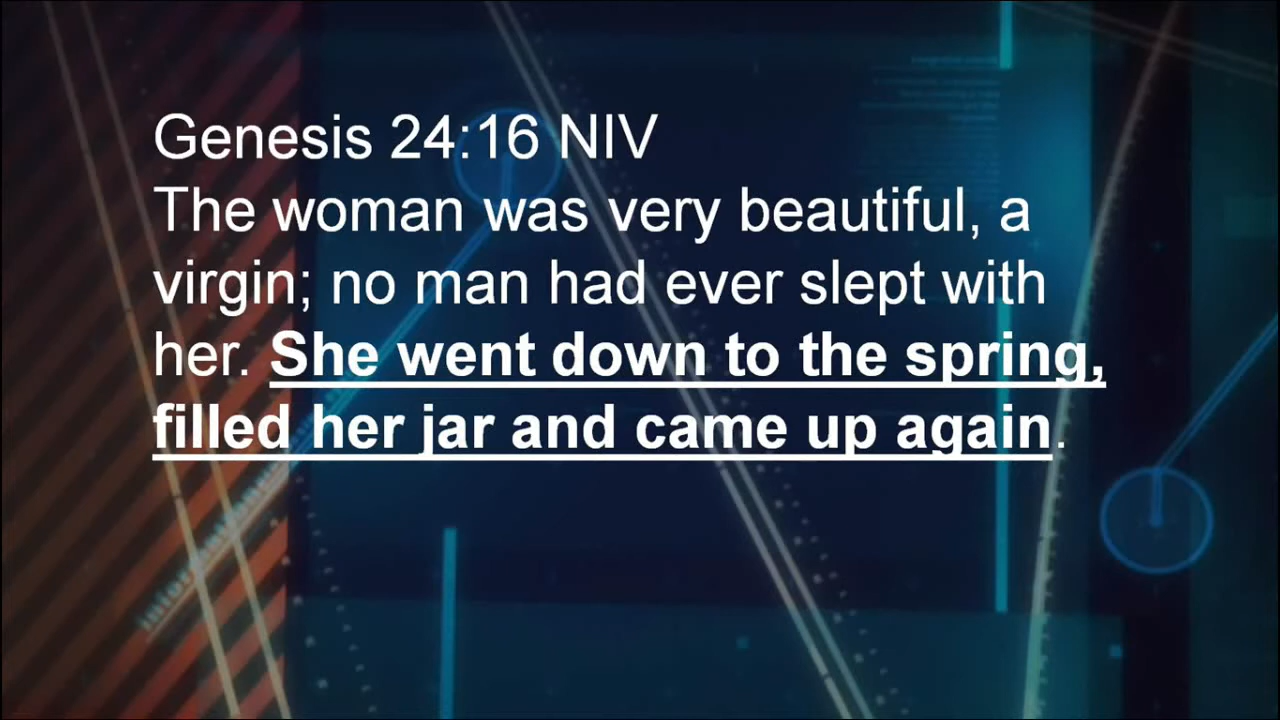 Genesis 24:16 NIV
The woman was very beautiful, a
virgin; no man had ever slept with
her. She went down to the spring,
filled her jar and came up again.